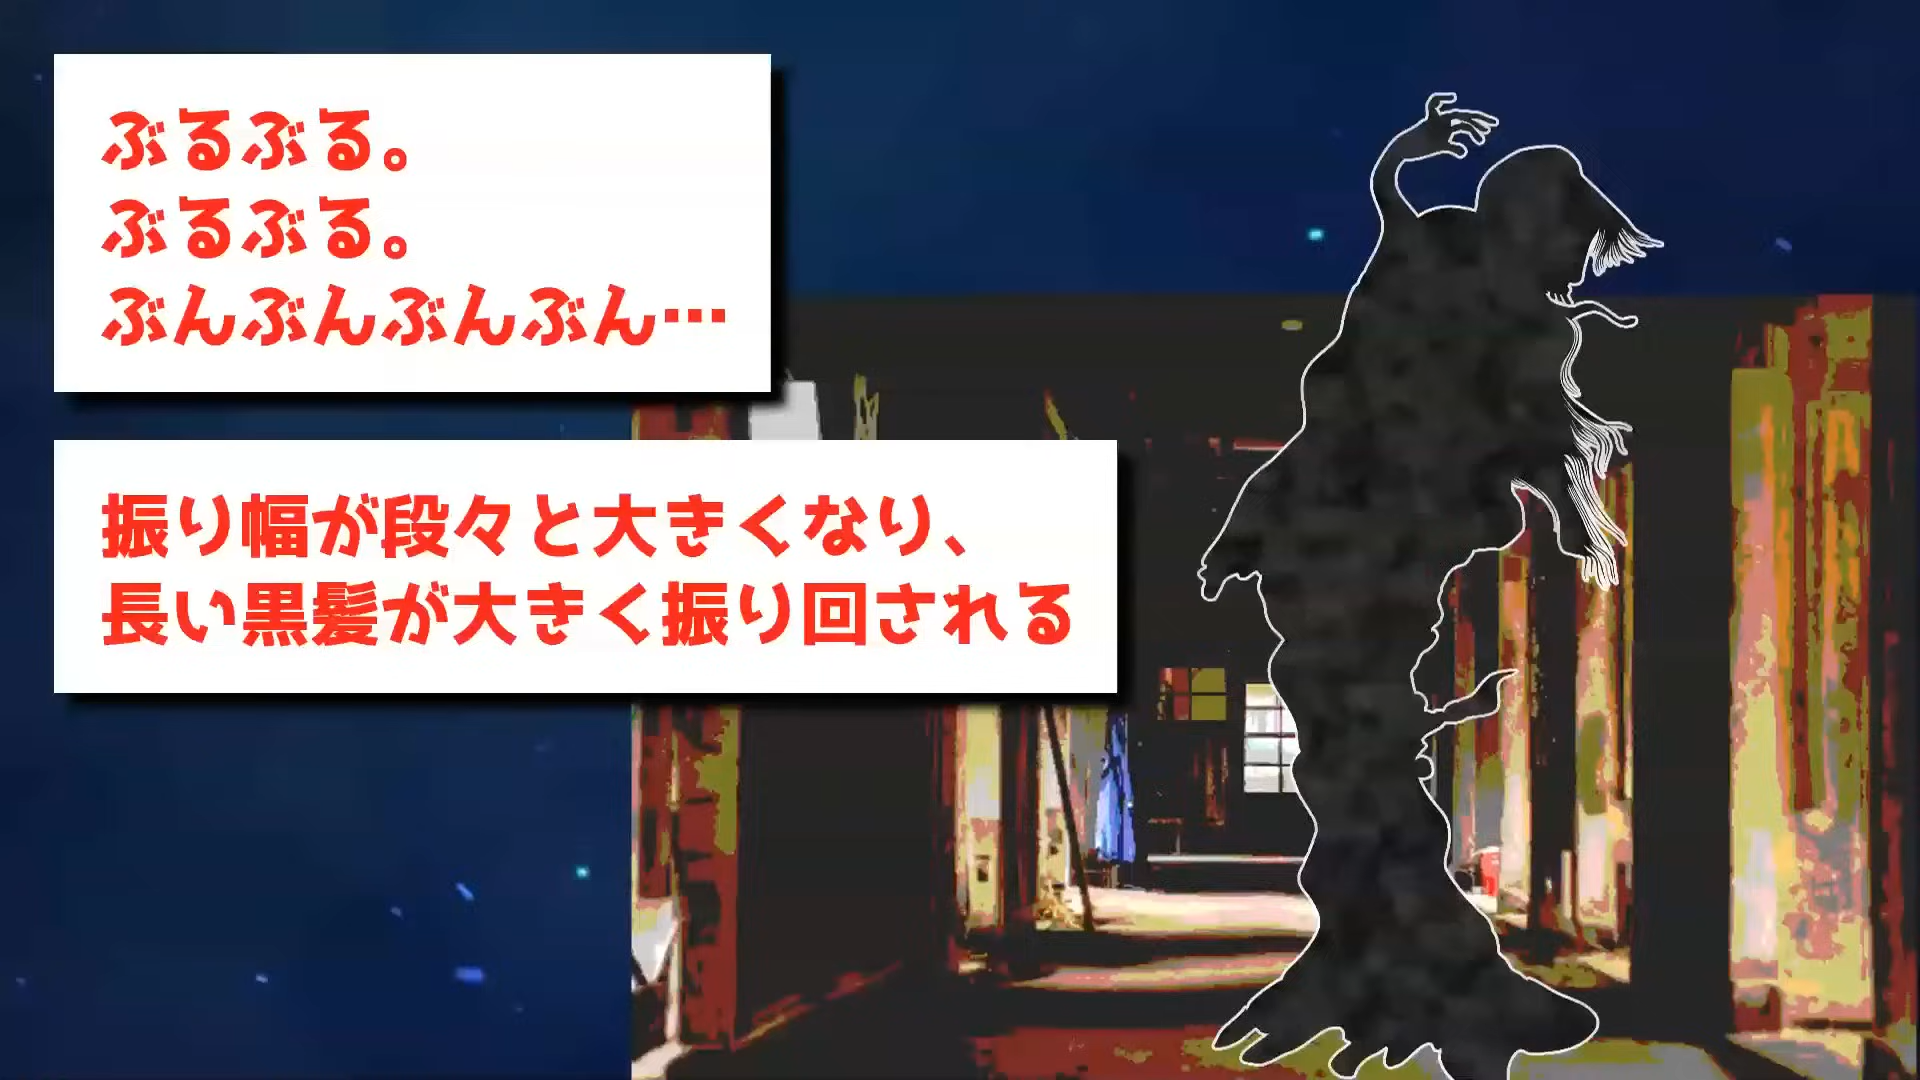 ぶるぶる。
ぶるぶる。
ぶんぶんぶんぶん…
振り幅が段々と大きくなり、
長い黒髪が大きく振り回される